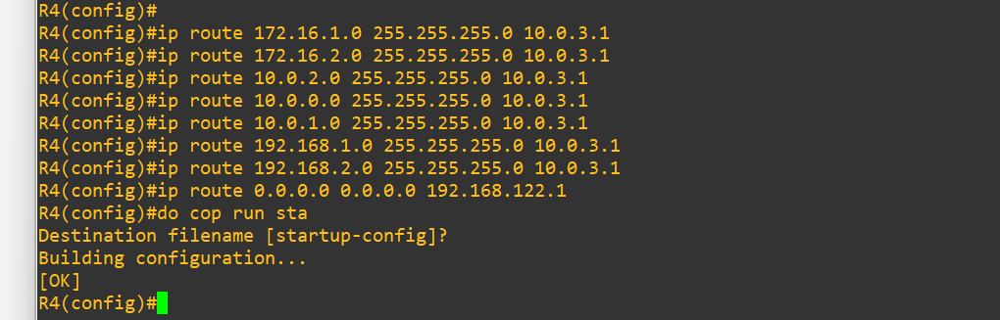 R4(config)#
R4(config)#ip route 172.16.1.0 255.255.255.0 10.0.3.1
R4(config)#ip route 172.16.2.0 255.255.255.0 10.0.3.1
R4(config)#ip route 10.0.2.0 255.255.255.0 10.0.3.1
R4(config)#ip route 10.0.0.0 255.255.255.0 10.0.3.1
R4(config)#ip route 10.0.1.0 255.255.255.0 10.0.3.1
R4(config)#ip route 192.168.1.0 255.255.255.0 10.0.3.1
R4(config)#ip route 192.168.2.0 255.255.255.0 10.0.3.1
R4(config)#ip route 0.0.0.0 0.0.0.0 192.168.122.1
R4(config)#do cop run sta
Destination filename [startup-config]?
Building configuration...
[OK]
R4(config)#